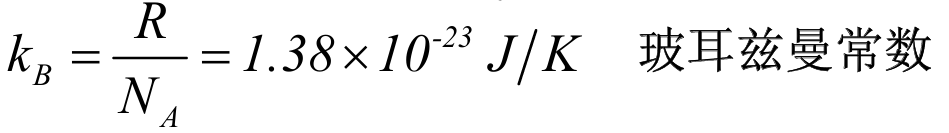 k_B = R/N_A = 1.38×10^-23 J/K 玻耳兹曼常数